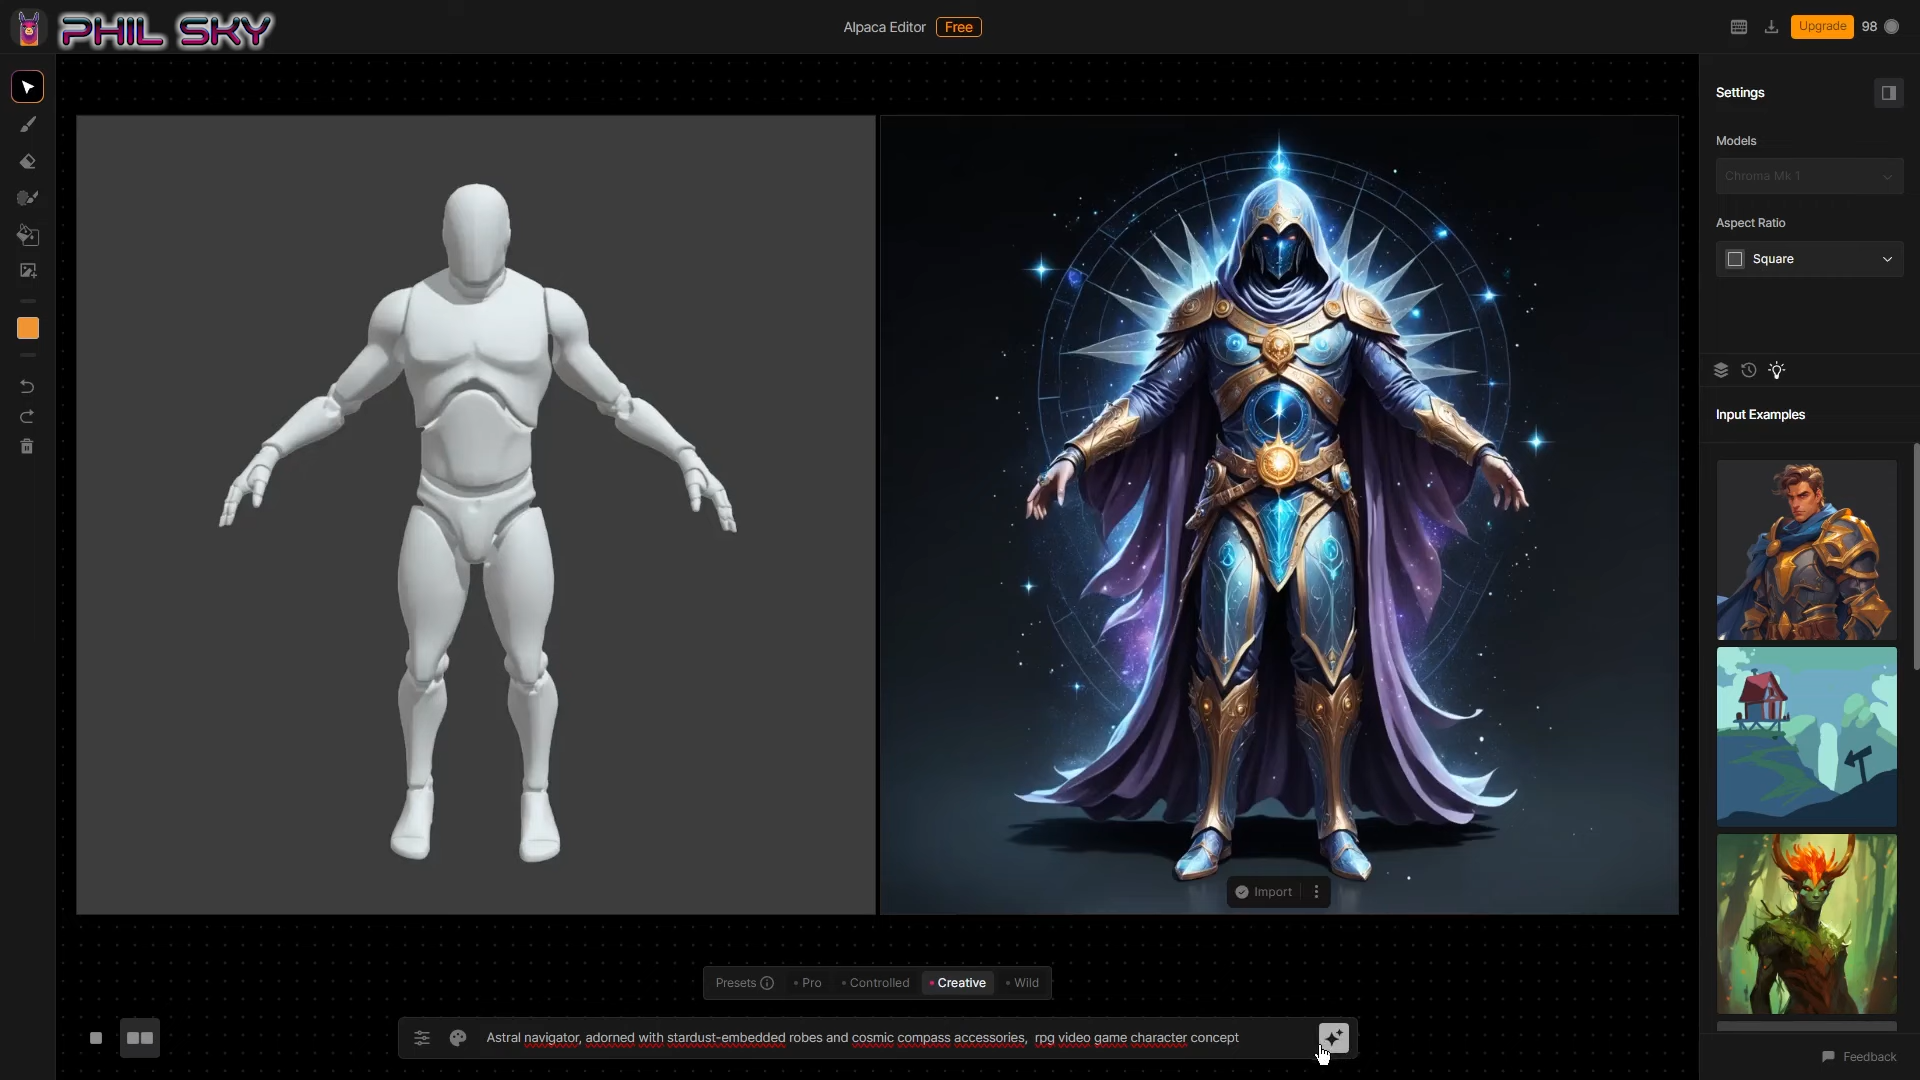 PHIL SKY
Alpaca Editor Free
Upgrade 98
Settings
Models
Chroma Mk 1
Aspect Ratio
Square
Input Examples
Import
Presets Pro Controlled Creative Wild
Astral navigator, adorned with stardust-embedded robes and cosmic compass accessories, rpg video game character concept
Feedback